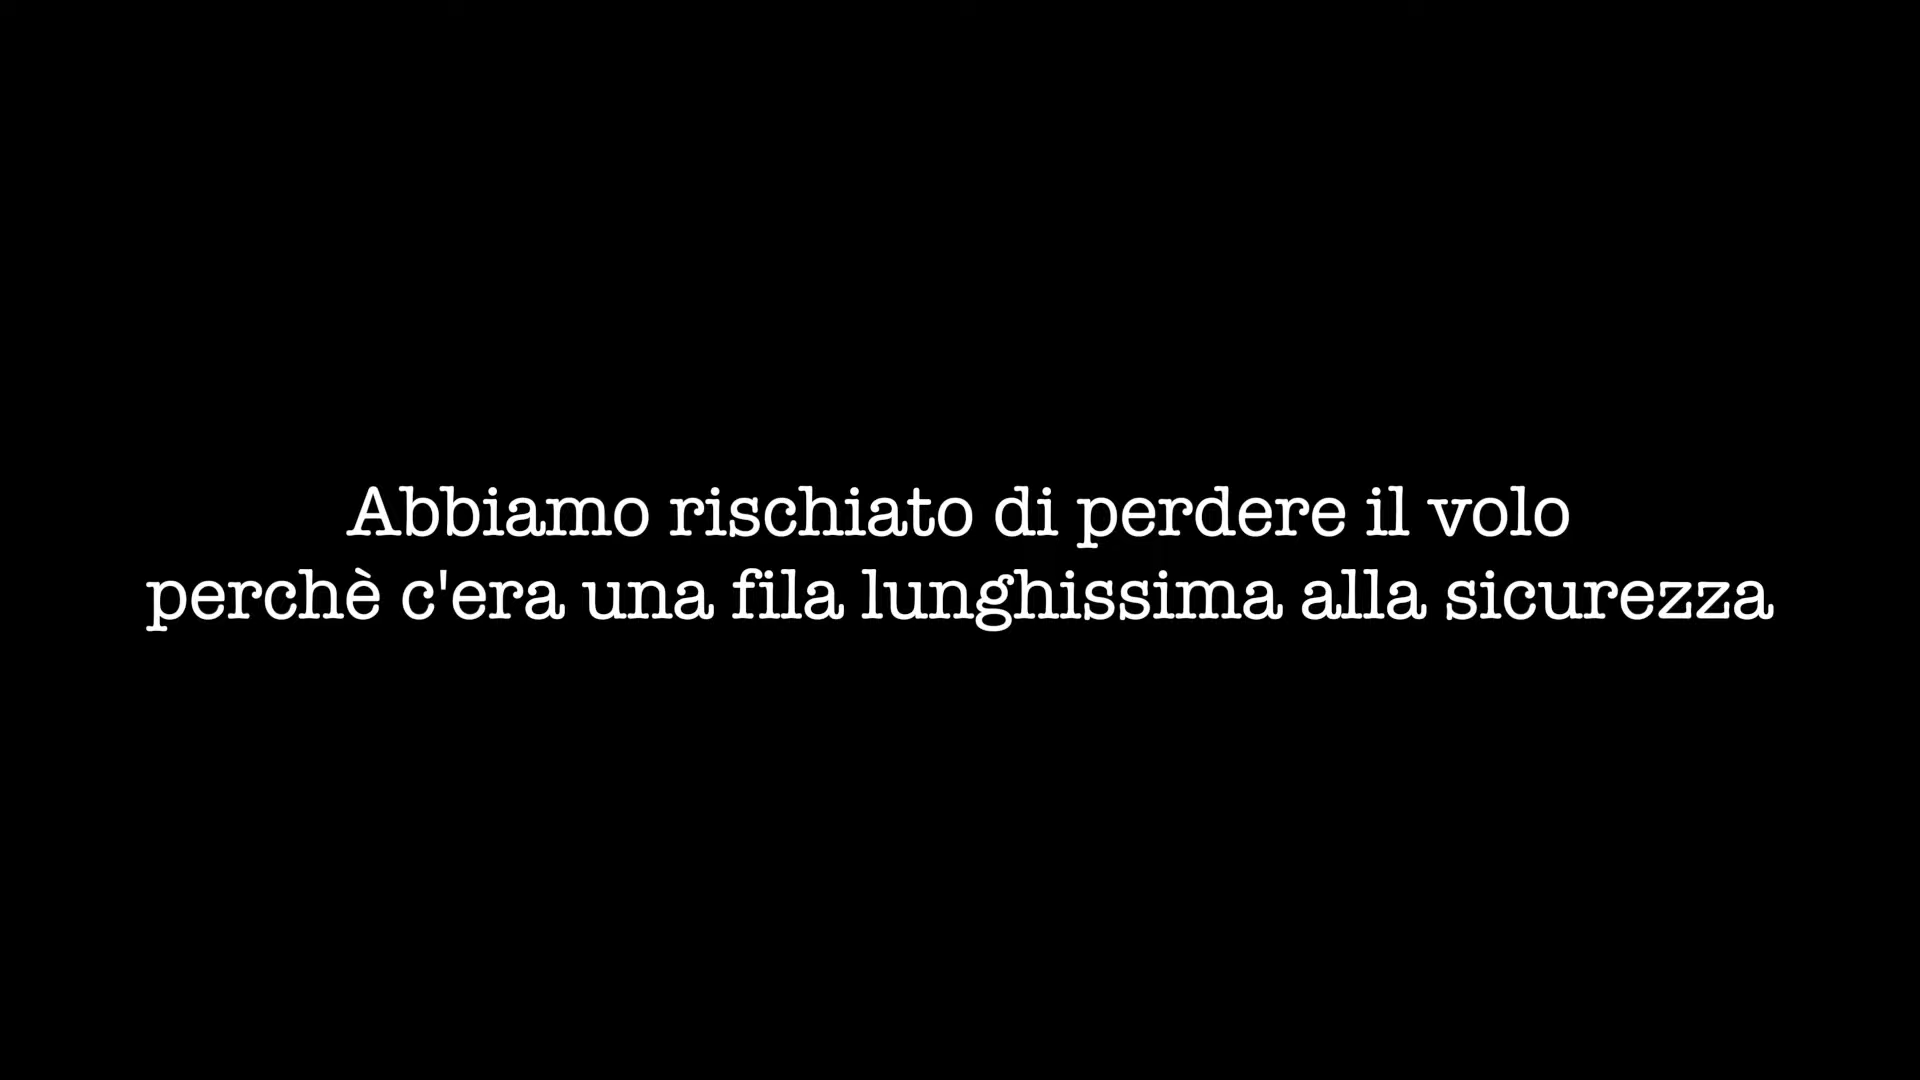 Abbiamo rischiato di perdere il volo
perchè c'era una fila lunghissima alla sicurezza